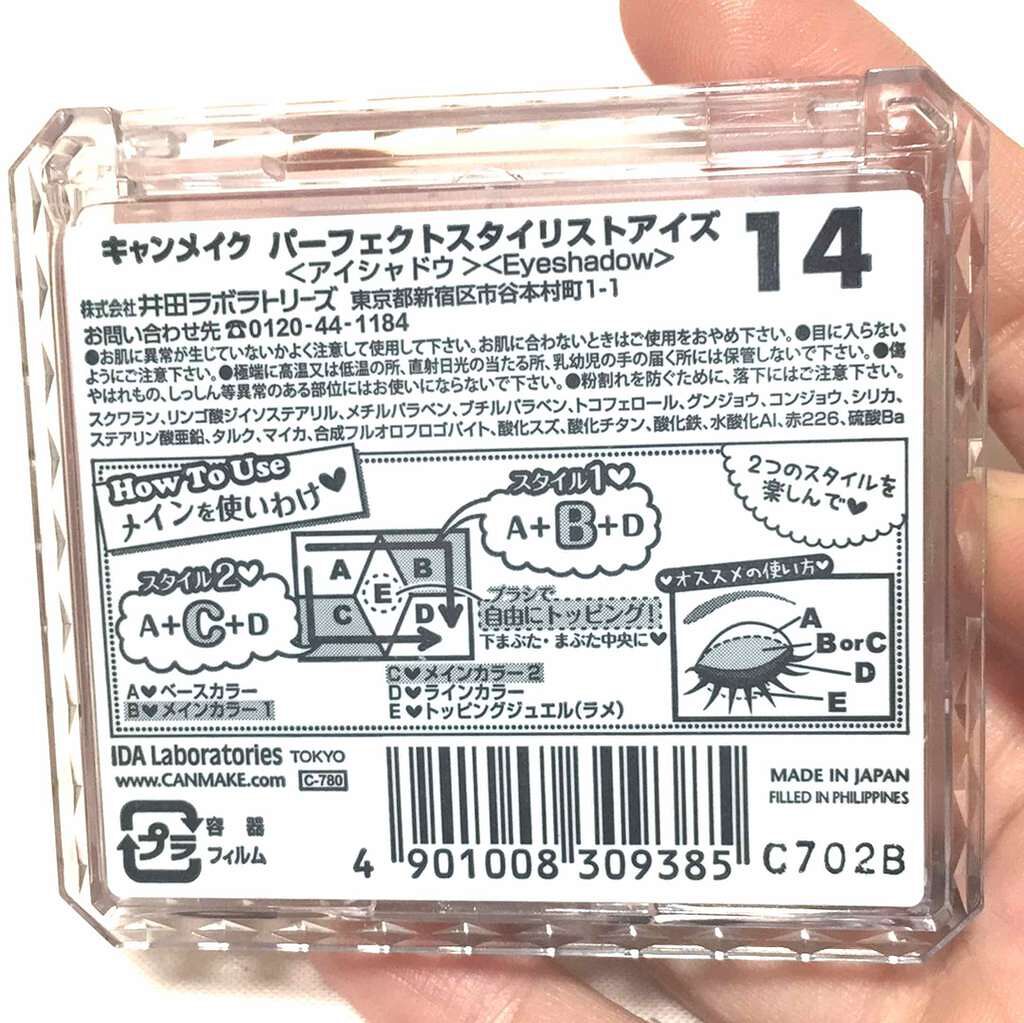 キャンメイク パーフェクトスタイリストアイズ
14
<アイシャドウ><Eyeshadow>
株式会社 井田ラボラトリーズ 東京都新宿区市谷本村町1-1
お問い合わせ先☎0120-44-1184
●お肌に異常が生じていないかよく注意して使用して下さい。お肌に合わないときはご使用をおやめ下さい。●目に入らない
ようにご注意下さい。●極端に高温又は低温の所、直射日光の当たる所、乳幼児の手の届く所には保管しないで下さい。●傷
やはれもの、しっしん等異常のある部位にはお使いにならないで下さい。●粉割れを防ぐために、落下にはご注意下さい。
スクワラン、リンゴ酸ジイソステアリル、メチルパラベン、ブチルパラベン、トコフェロール、グンジョウ、コンジョウ、シリカ、
ステアリン酸亜鉛、タルク、マイカ、合成フルオロフロゴパイト、酸化スズ、酸化チタン、酸化鉄、水酸化Al、赤226、硫酸Ba
How To Use
メインを使いわけ♥
スタイル1♡
A+B+D
2つのスタイルを
楽しんで♥
スタイル2♡
A+C+D
A
B
E
C
D
ブラシで
自由にトッピング!
下まぶた・まぶた中央に♥
♥オススメの使い方♥
A
B or C
D
E
A♥ベースカラー
B♥メインカラー1
C♥メインカラー2
D♥ラインカラー
E♥トッピングジュエル(ラメ)
IDA Laboratories TOKYO
www.CANMAKE.com C-780
MADE IN JAPAN
FILLED IN PHILIPPINES
プラ
容器
フィルム
4 901008 309385
C702B